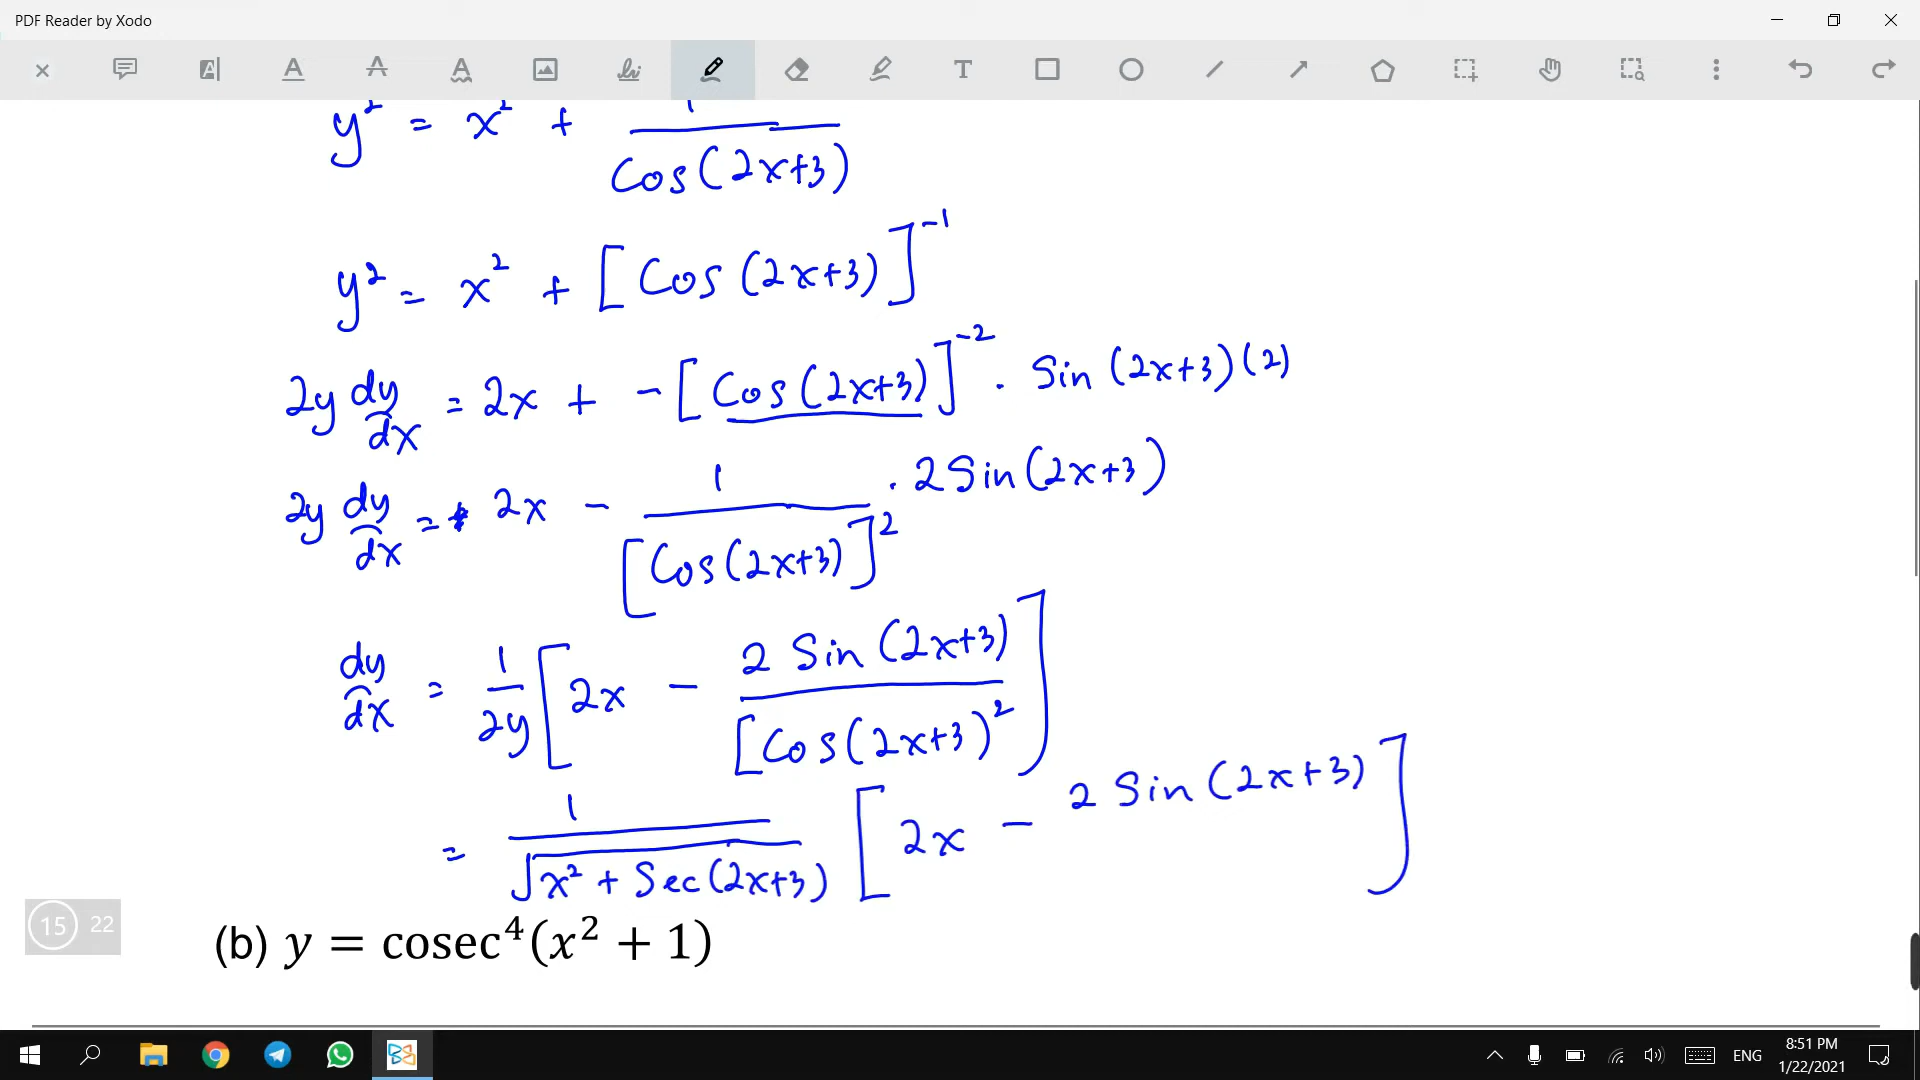 PDF Reader by Xodo
y² = x² + 1/Cos(2x+3)
y² = x² + [Cos(2x+3)]⁻¹
2y dy/dx = 2x + -[Cos(2x+3)]⁻² · Sin(2x+3)(2)
2y dy/dx = 2x - 1/[Cos(2x+3)]² · 2Sin(2x+3)
dy/dx = 1/2y [2x - 2 Sin(2x+3)/[Cos(2x+3)²]
= 1/√x² + Sec(2x+3) [2x - 2 Sin(2x+3)]
15 22
(b) y = cosec⁴(x² + 1)
ENG
8:51 PM
1/22/2021